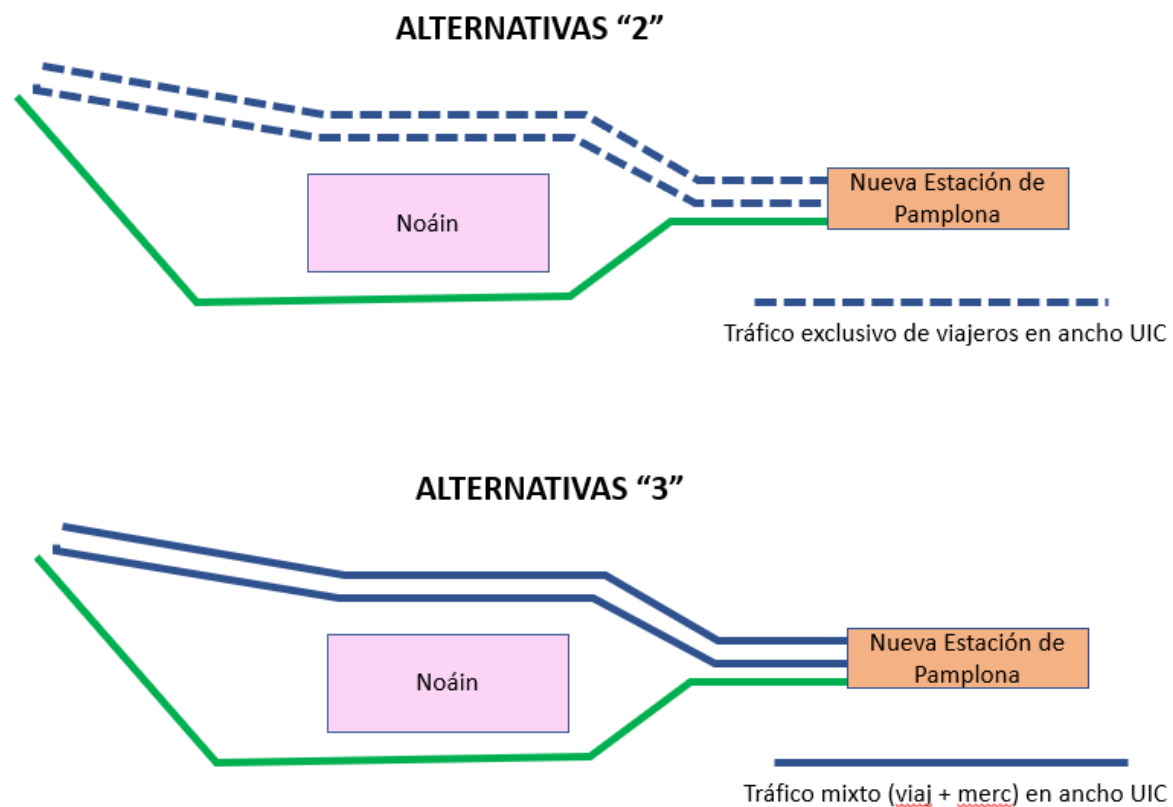 ALTERNATIVAS “2”
Noáin
Nueva Estación de
Pamplona
Tráfico exclusivo de viajeros en ancho UIC
ALTERNATIVAS “3”
Noáin
Nueva Estación de
Pamplona
Tráfico mixto (viaj + merc) en ancho UIC